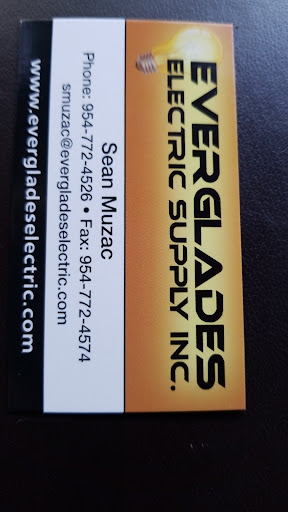 EVERGLADES
ELECTRIC SUPPLY INC.
Sean Muzac
Phone: 954-772-4526 • Fax: 954-772-4574
smuzac@evergladeselectric.com
www.evergladeselectric.com